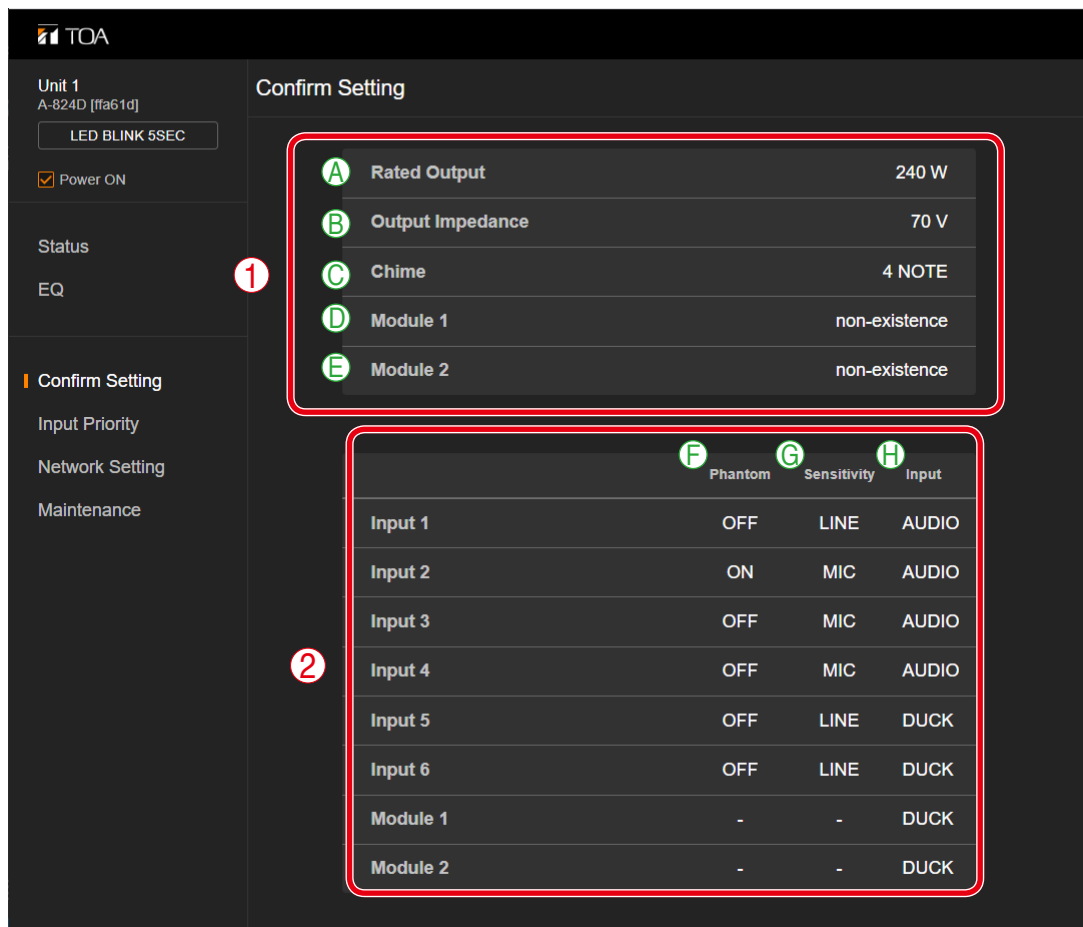 TOA
Unit 1
A-824D [ffa61d]
LED BLINK 5SEC
Power ON
Status
EQ
Confirm Setting
Input Priority
Network Setting
Maintenance
Confirm Setting
1
A Rated Output 240 W
B Output Impedance 70 V
C Chime 4 NOTE
D Module 1 non-existence
E Module 2 non-existence
2
F G H
Phantom Sensitivity Input
Input 1 OFF LINE AUDIO
Input 2 ON MIC AUDIO
Input 3 OFF MIC AUDIO
Input 4 OFF MIC AUDIO
Input 5 OFF LINE DUCK
Input 6 OFF LINE DUCK
Module 1 - - DUCK
Module 2 - - DUCK